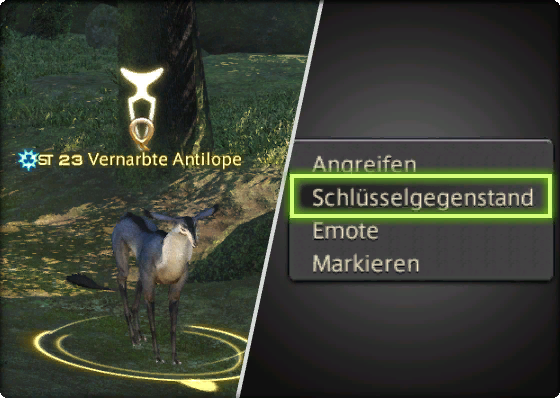 ST 23 Vernarbte Antilope
Angreifen
Schlüsselgegenstand
Emote
Markieren